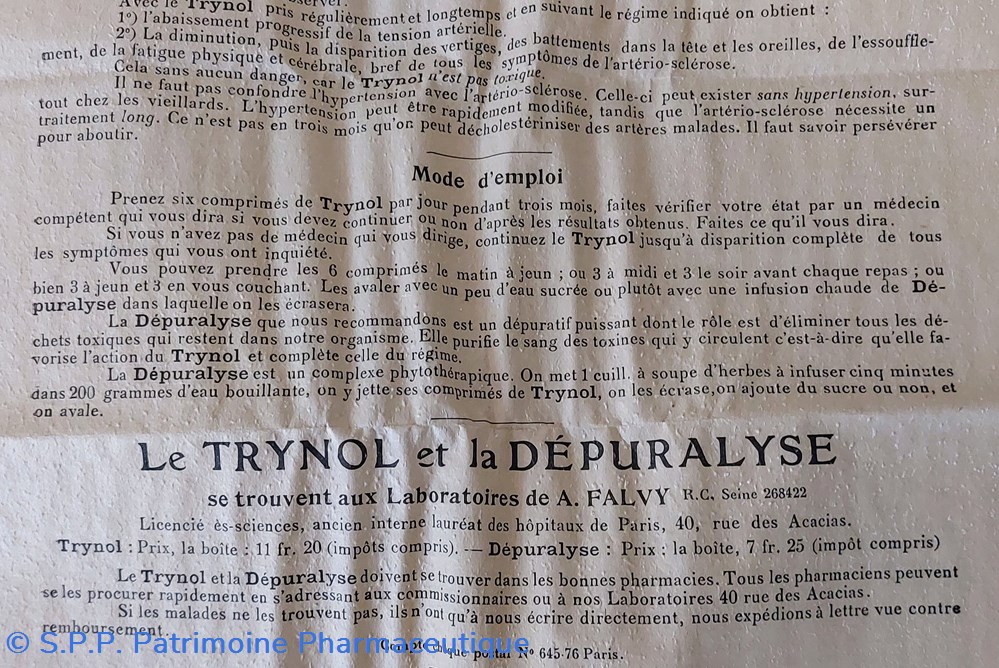 Avec le Trynol pris régulièrement et longtemps et en suivant le régime indiqué on obtient :
1°) l'abaissement progressif de la tension artérielle.
2°) La diminution, puis la disparition des vertiges, des battements dans la tête et les oreilles, de l'essouffle-
ment, de la fatigue physique et cérébrale, bref de tous les symptômes de l'artério-sclérose.
Cela sans aucun danger, car le Trynol n'est pas toxique.
Il ne faut pas confondre l'hypertension avec l'artério-sclérose. Celle-ci peut exister sans hypertension, sur-
tout chez les vieillards. L'hypertension peut être rapidement modifiée, tandis que l'artério-sclérose nécessite un
traitement long. Ce n'est pas en trois mois qu'on peut décholestériniser des artères malades. Il faut savoir persévérer
pour aboutir.
Mode d'emploi
Prenez six comprimés de Trynol par jour pendant trois mois, faites vérifier votre état par un médecin
compétent qui vous dira si vous devez continuer ou non d'après les résultats obtenus. Faites ce qu'il vous dira.
Si vous n'avez pas de médecin qui vous dirige, continuez le Trynol jusqu'à disparition complète de tous
les symptômes qui vous ont inquiété.
Vous pouvez prendre les 6 comprimés le matin à jeun ; ou 3 à midi et 3 le soir avant chaque repas ; ou
bien 3 à jeun et 3 en vous couchant. Les avaler avec un peu d'eau sucrée ou plutôt avec une infusion chaude de Dé-
puralyse dans laquelle on les écrasera.
La Dépuralyse que nous recommandons est un dépuratif puissant dont le rôle est d'éliminer tous les dé-
chets toxiques qui restent dans notre organisme. Elle purifie le sang des toxines qui y circulent c'est-à-dire qu'elle fa-
vorise l'action du Trynol et complète celle du régime.
La Dépuralyse est un complexe phytothérapique. On met 1 cuill. à soupe d'herbes à infuser cinq minutes
dans 200 grammes d'eau bouillante, on y jette ses comprimés de Trynol, on les écrase, on ajoute du sucre ou non, et
on avale.
Le TRYNOL et la DÉPURALYSE
se trouvent aux Laboratoires de A. FALVY R.C. Seine 268422
Licencié ès-sciences, ancien interne lauréat des hôpitaux de Paris, 40, rue des Acacias.
Trynol : Prix, la boîte : 11 fr. 20 (impôts compris). -- Dépuralyse : Prix : la boîte, 7 fr. 25 (impôt compris)
Le Trynol et la Dépuralyse doivent se trouver dans les bonnes pharmacies. Tous les pharmaciens peuvent
se les procurer rapidement en s'adressant aux commissionnaires ou à nos Laboratoires 40 rue des Acacias.
Si les malades ne les trouvent pas, ils n'ont qu'à nous écrire directement, nous expédions à lettre vue contre
remboursement.
Compte chèque postal N° 645-76 Paris.
© S.P.P. Patrimoine Pharmaceutique